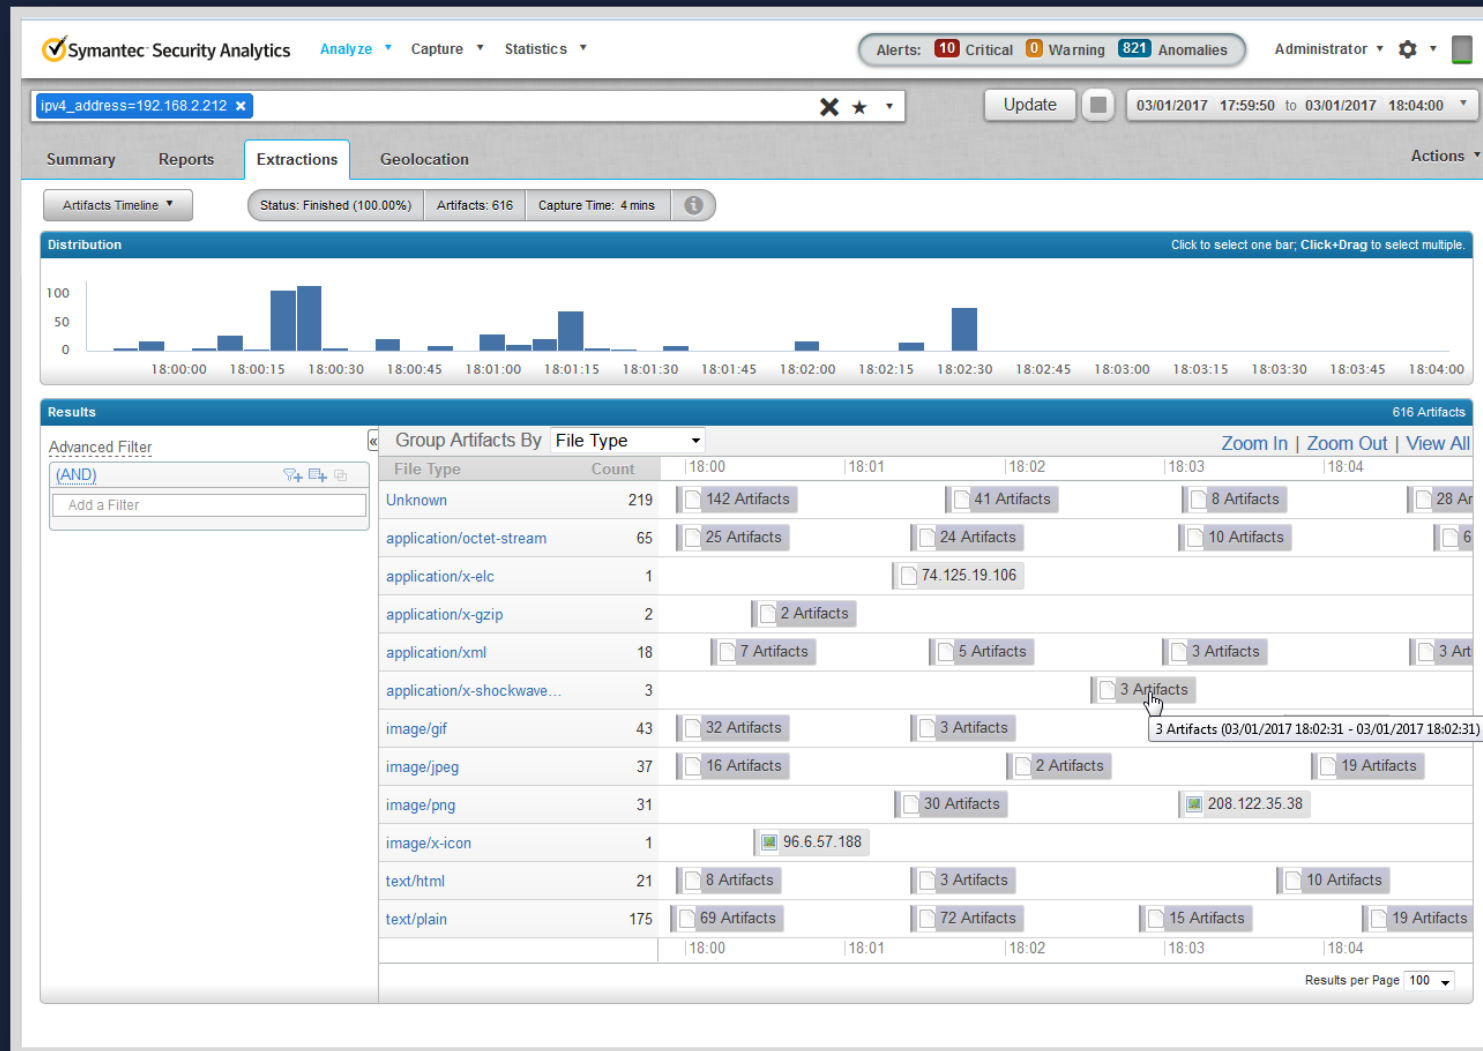 Symantec Security Analytics Analyze Capture Statistics Alerts: 10 Critical 0 Warning 821 Anomalies Administrator
ipv4_address=192.168.2.212 Update 03/01/2017 17:59:50 to 03/01/2017 18:04:00
Summary Reports Extractions Geolocation Actions
Artifacts Timeline Status: Finished (100.00%) Artifacts: 616 Capture Time: 4 mins
Distribution Click to select one bar; Click+Drag to select multiple.
100
50
0
18:00:00 18:00:15 18:00:30 18:00:45 18:01:00 18:01:15 18:01:30 18:01:45 18:02:00 18:02:15 18:02:30 18:02:45 18:03:00 18:03:15 18:03:30 18:03:45 18:04:00
Results 616 Artifacts
Advanced Filter Group Artifacts By File Type Zoom In | Zoom Out | View All
(AND) File Type Count 18:00 18:01 18:02 18:03 18:04
Add a Filter
Unknown 219 142 Artifacts 41 Artifacts 8 Artifacts 28 Ar
application/octet-stream 65 25 Artifacts 24 Artifacts 10 Artifacts 6
application/x-elc 1 74.125.19.106
application/x-gzip 2 2 Artifacts
application/xml 18 7 Artifacts 5 Artifacts 3 Artifacts 3 Art
application/x-shockwave... 3 3 Artifacts
image/gif 43 32 Artifacts 3 Artifacts 3 Artifacts (03/01/2017 18:02:31 - 03/01/2017 18:02:31)
image/jpeg 37 16 Artifacts 2 Artifacts 19 Artifacts
image/png 31 30 Artifacts 208.122.35.38
image/x-icon 1 96.6.57.188
text/html 21 8 Artifacts 3 Artifacts 10 Artifacts
text/plain 175 69 Artifacts 72 Artifacts 15 Artifacts 19 Artifacts
18:00 18:01 18:02 18:03 18:04
Results per Page 100